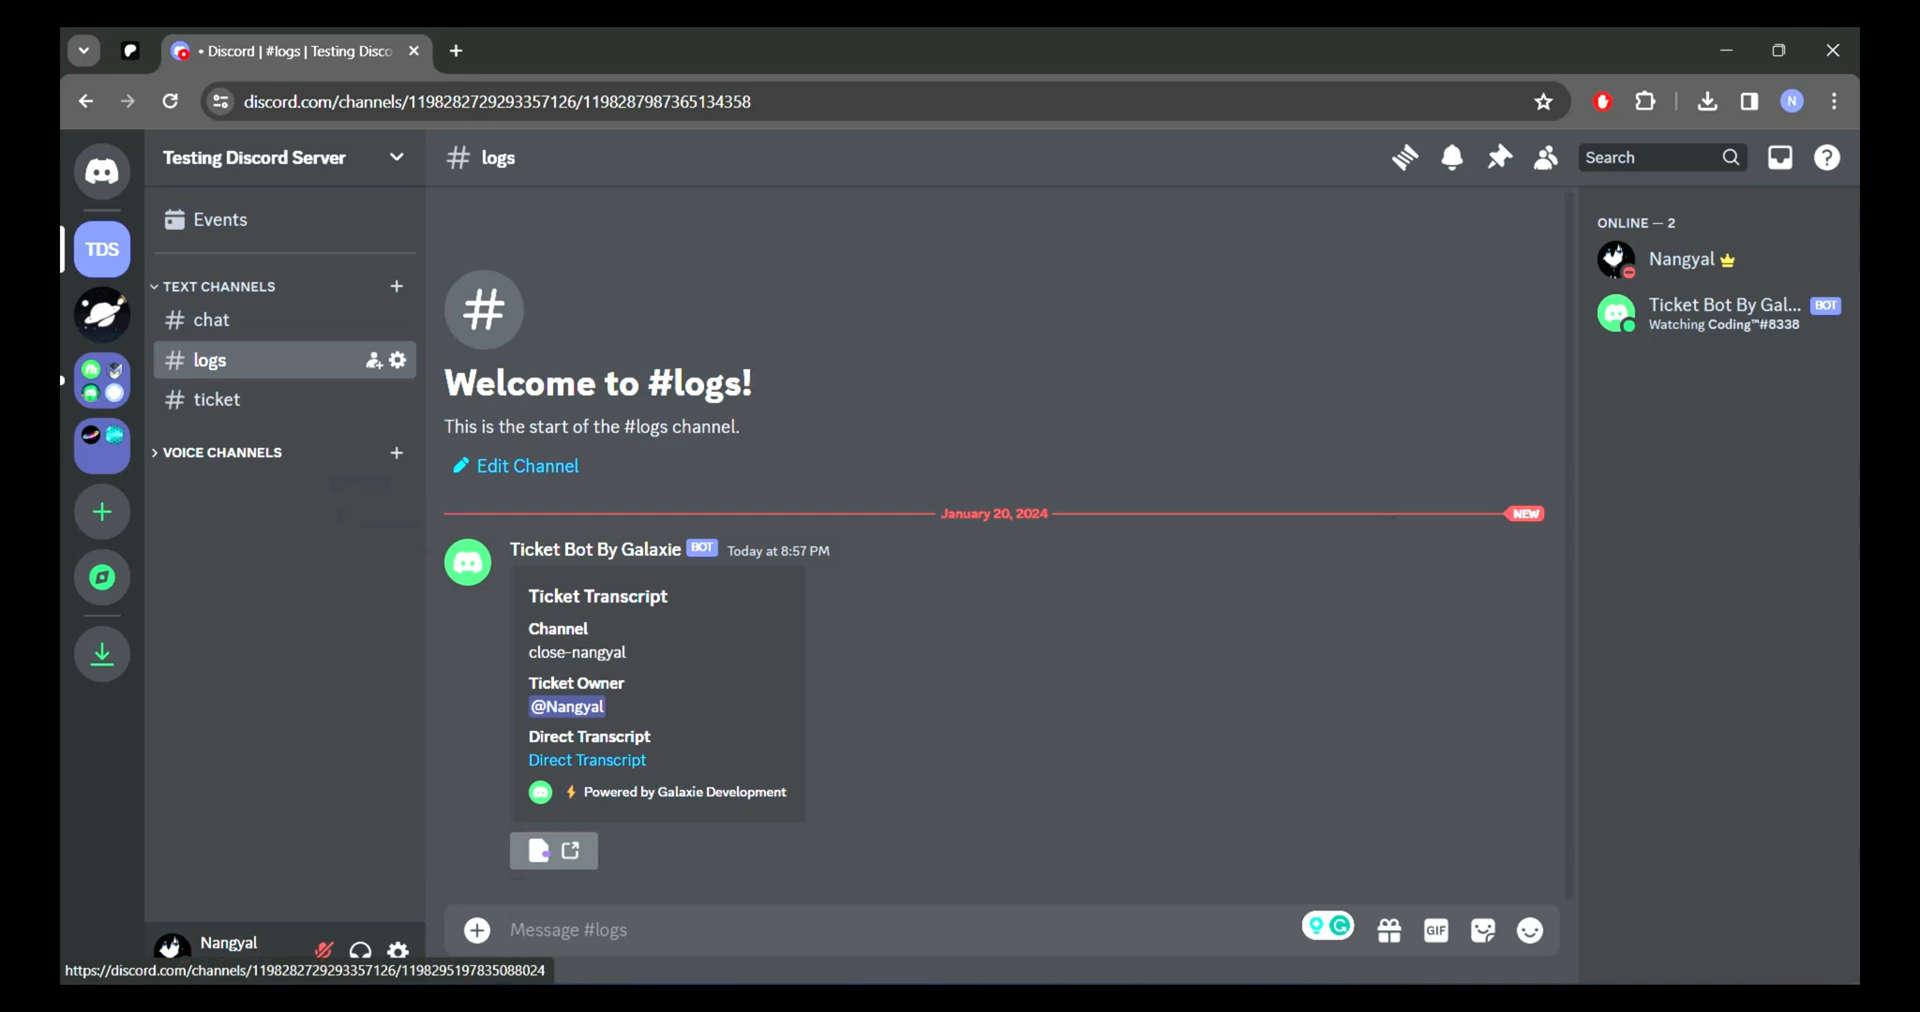 • Discord | #logs | Testing Disco
discord.com/channels/1198282729293357126/1198287987365134358
N
Testing Discord Server
logs
Search
Events
TDS
TEXT CHANNELS
chat
logs
ticket
VOICE CHANNELS
Welcome to #logs!
This is the start of the #logs channel.
Edit Channel
January 20, 2024
NEW
Ticket Bot By Galaxie BOT Today at 8:57 PM
Ticket Transcript
Channel
close-nangyal
Ticket Owner
@Nangyal
Direct Transcript
Direct Transcript
⚡ Powered by Galaxie Development
Message #logs
GIF
ONLINE — 2
Nangyal
Ticket Bot By Gal... BOT
Watching Coding™#8338
Nangyal
https://discord.com/channels/1198282729293357126/1198295197835088024